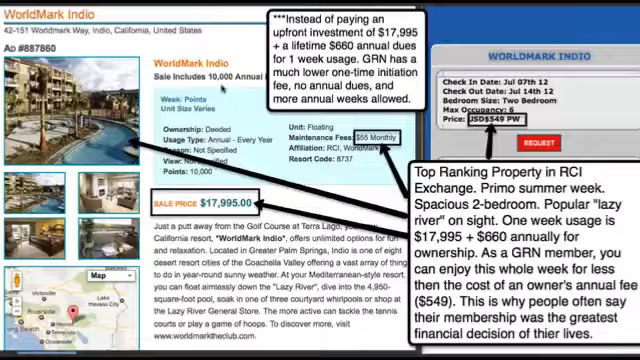 WorldMark Indio
42-151 Worldmark Way, Indio, California, United States
AD #887860
WorldMark Indio
Sale Includes 10,000 Annual
Week: Points
Unit Size Varies
Ownership: Deeded
Usage: Annual - Every Year
Season: Not Specified
View: Not Specified
Points: 10,000
Unit: Floating
Maintenance Fees: $55 Monthly
Affiliation: RCI, WorldMark
Resort Code: 8737
SALE PRICE $17,995.00
Just a putt away from the Golf Course at Terra Lago,
California resort, "WorldMark Indio", offers unlimited options for fun
and relaxation. Located in Greater Palm Springs, Indio is one of eight
desert resort cities of the Coachella Valley offering a vast array of thing
to do in year-round sunny weather. At your Mediterranean-style resort,
you can float aimlessly down the "Lazy River", dive into the 4,950-
square-foot pool, soak in one of three courtyard whirlpools or shop at
the Lazy River General Store. The more active can tackle the tennis
courts or play a game of hoops. To discover more, visit
www.worldmarktheclub.com
Map
Victorville
Lake Havasu City
Riverside
Long Beach
Temecula
Oceanside
***Instead of paying an
upfront investment of $17,995
+ a lifetime $660 annual dues
for 1 week usage. GRN has a
much lower one-time initiation
fee, no annual dues, and
more annual weeks allowed.
WORLDMARK INDIO
Check In Date: Jul 07th 12
Check Out Date: Jul 14th 12
Bedroom Size: Two Bedroom
Max Occupancy: 6
Price: USD$549 PW
REQUEST
Top Ranking Property in RCI
Exchange. Primo summer week.
Spacious 2-bedroom. Popular "lazy
river" on sight. One week usage is
$17,995 + $660 annually for
ownership. As a GRN member, you
can enjoy this whole week for less
then the cost of an owner's annual fee
($549). This is why people often say
their membership was the greatest
financial decision of thier lives.